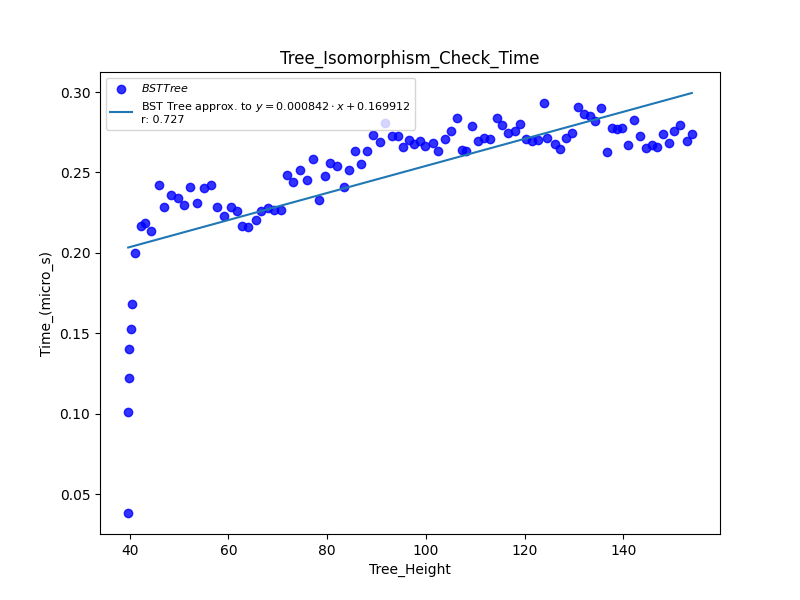 Tree_Isomorphism_Check_Time
BSTTree
BST Tree approx. to y = 0.000842 · x + 0.169912
r: 0.727
0.30
0.25
0.20
0.15
0.10
0.05
Time_(micro_s)
40 60 80 100 120 140
Tree_Height